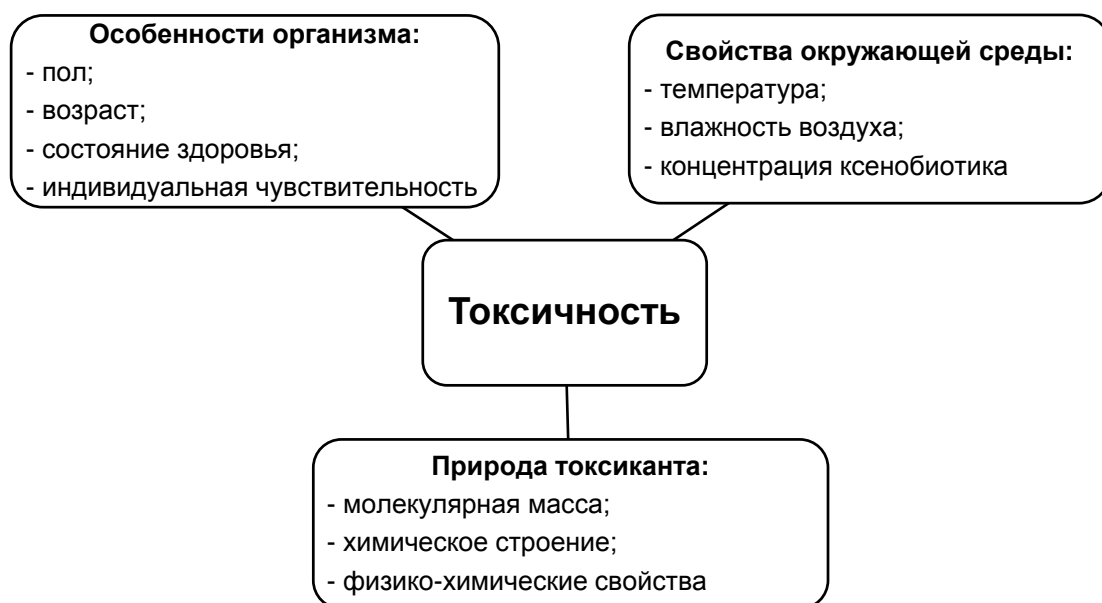 Особенности организма:
- пол;
- возраст;
- состояние здоровья;
- индивидуальная чувствительность
Свойства окружающей среды:
- температура;
- влажность воздуха;
- концентрация ксенобиотика
Токсичность
Природа токсиканта:
- молекулярная масса;
- химическое строение;
- физико-химические свойства